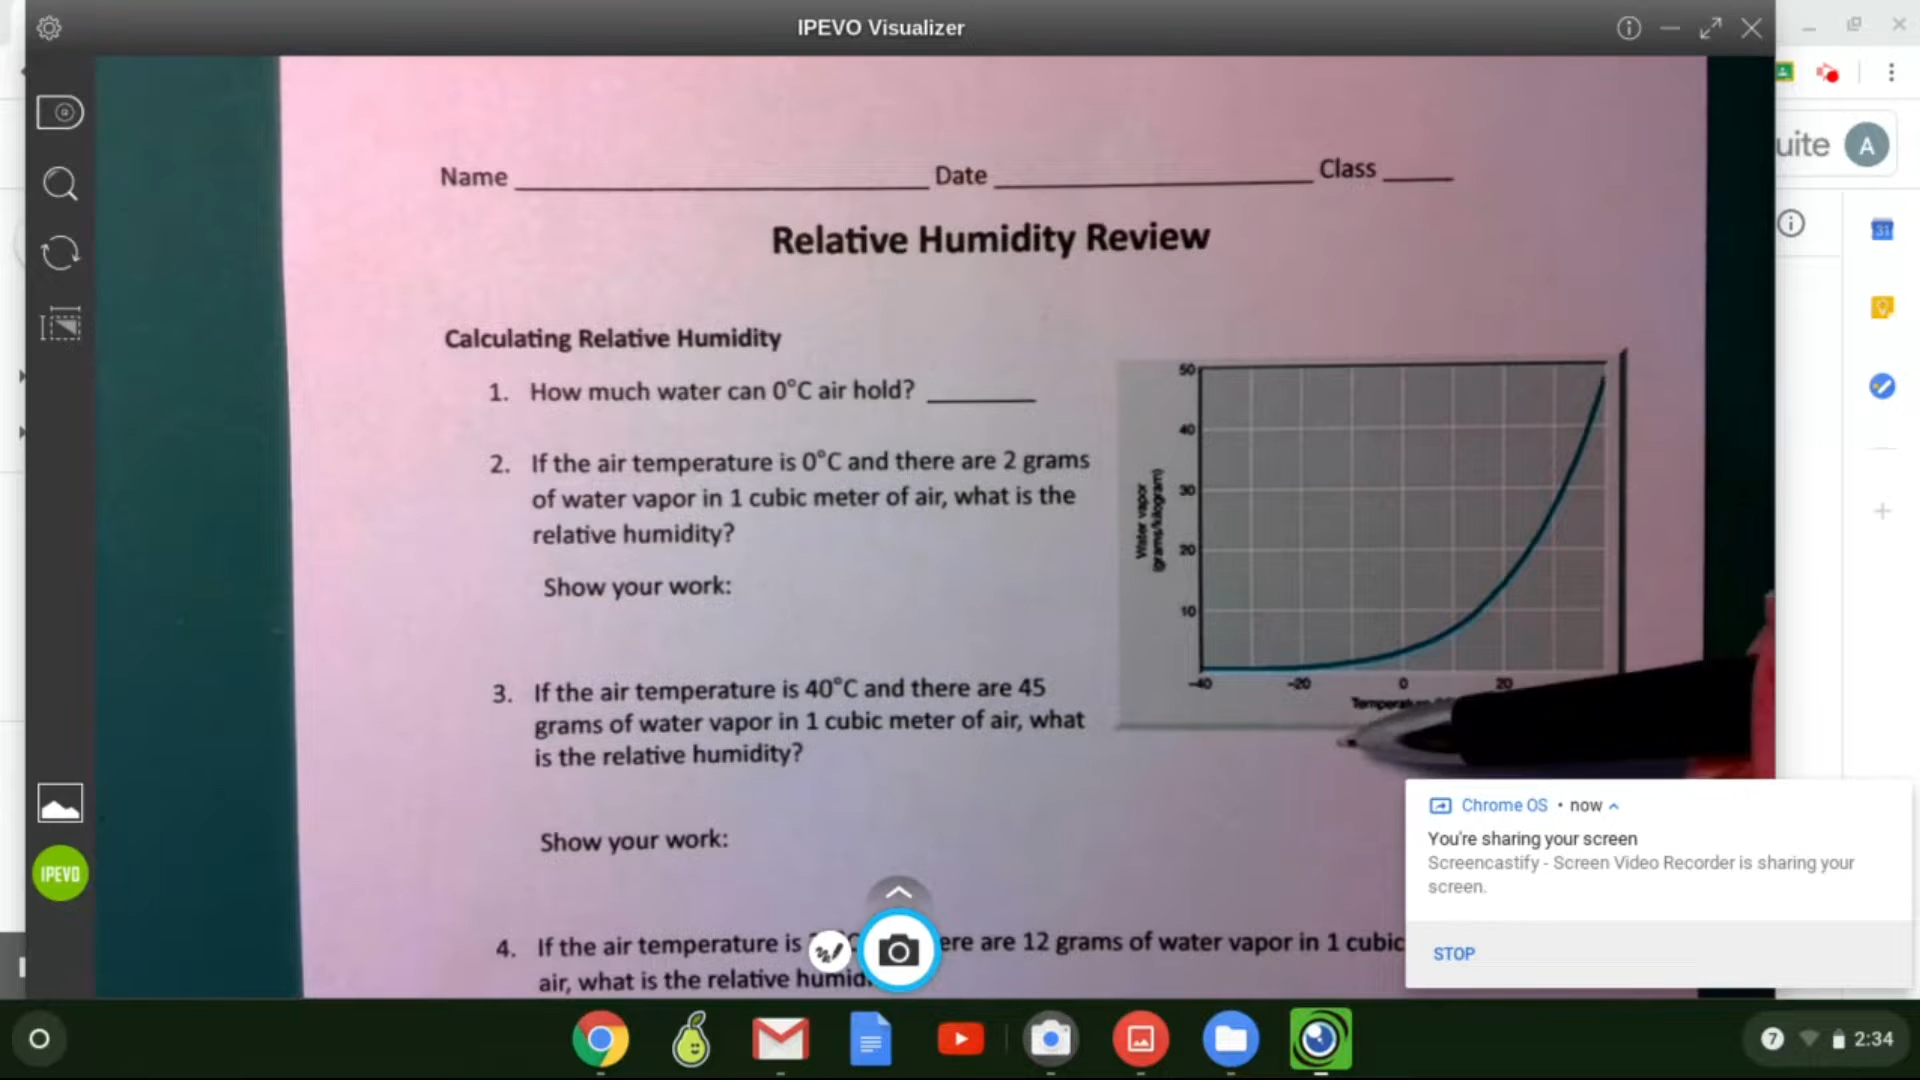 IPEVO Visualizer
uite
A
31
Name Date Class
Relative Humidity Review
Calculating Relative Humidity
1. How much water can 0°C air hold?
2. If the air temperature is 0°C and there are 2 grams
of water vapor in 1 cubic meter of air, what is the
relative humidity?
Show your work:
3. If the air temperature is 40°C and there are 45
grams of water vapor in 1 cubic meter of air, what
is the relative humidity?
Show your work:
4. If the air temperature is ere are 12 grams of water vapor in 1 cubic
air, what is the relative humid
50
40
30
20
10
Water vapor
(grams/kilogram)
-40 -20 0 20
Temperat
IPEVO
Chrome OS • now
You're sharing your screen
Screencastify - Screen Video Recorder is sharing your
screen.
STOP
7 2:34